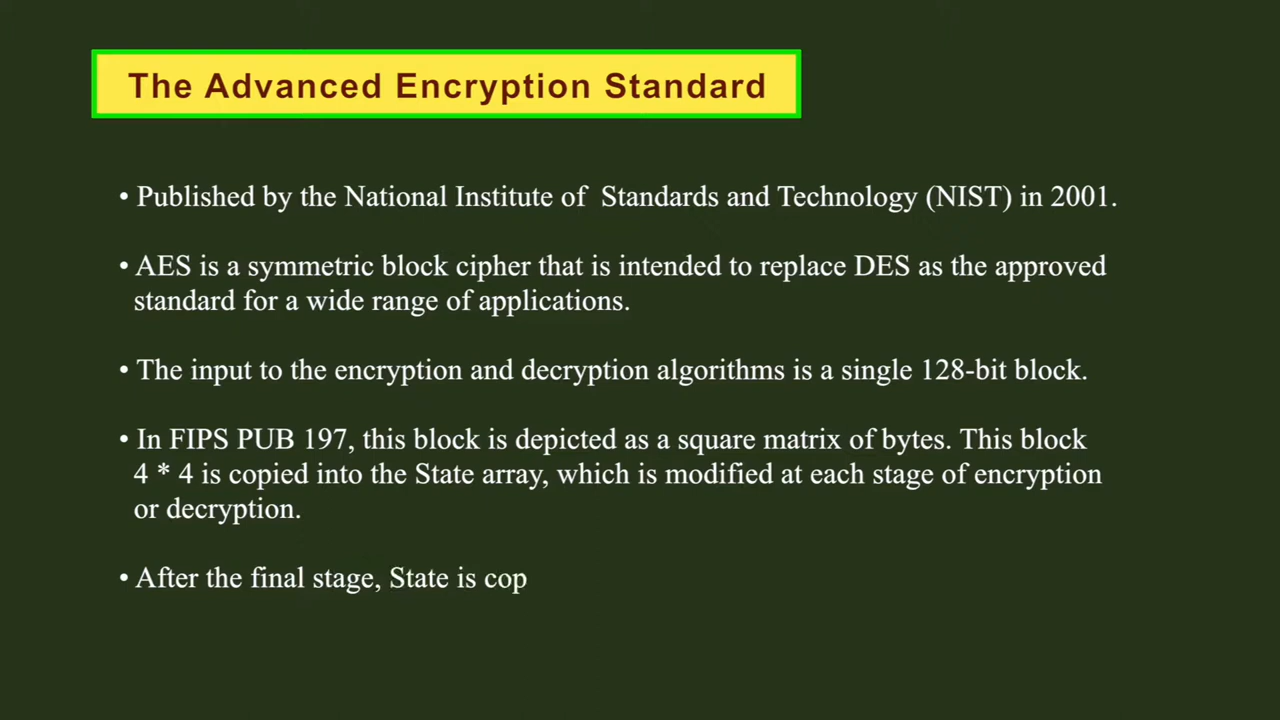 The Advanced Encryption Standard
• Published by the National Institute of Standards and Technology (NIST) in 2001.
• AES is a symmetric block cipher that is intended to replace DES as the approved
standard for a wide range of applications.
• The input to the encryption and decryption algorithms is a single 128-bit block.
• In FIPS PUB 197, this block is depicted as a square matrix of bytes. This block
4 * 4 is copied into the State array, which is modified at each stage of encryption
or decryption.
• After the final stage, State is cop